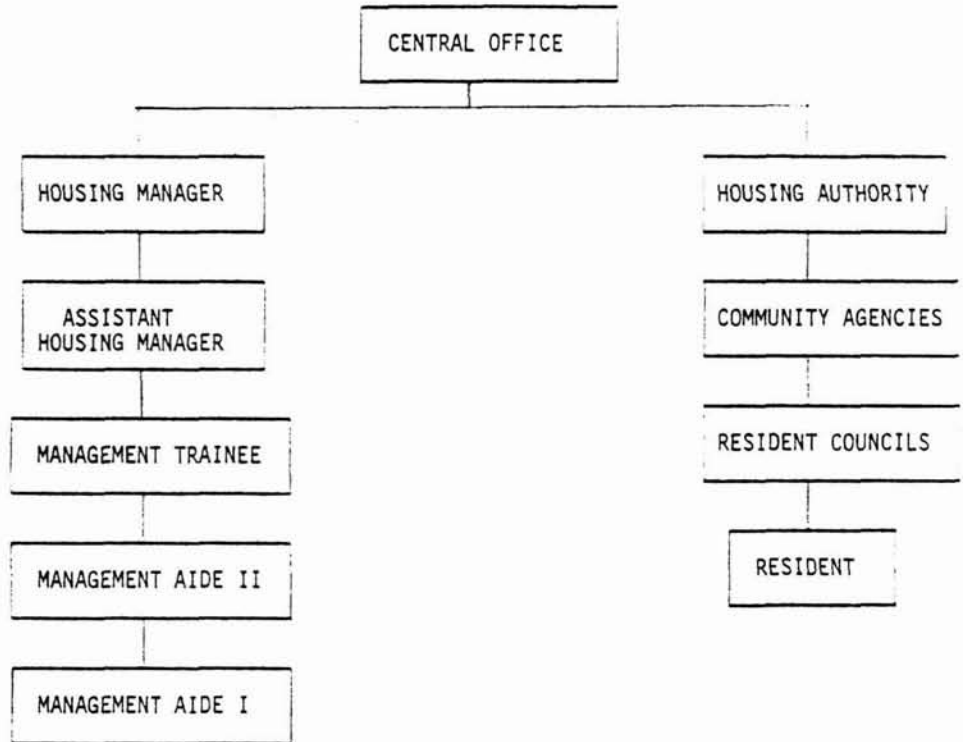 CENTRAL OFFICE
HOUSING MANAGER
ASSISTANT
HOUSING MANAGER
MANAGEMENT TRAINEE
MANAGEMENT AIDE II
MANAGEMENT AIDE I
HOUSING AUTHORITY
COMMUNITY AGENCIES
RESIDENT COUNCILS
RESIDENT